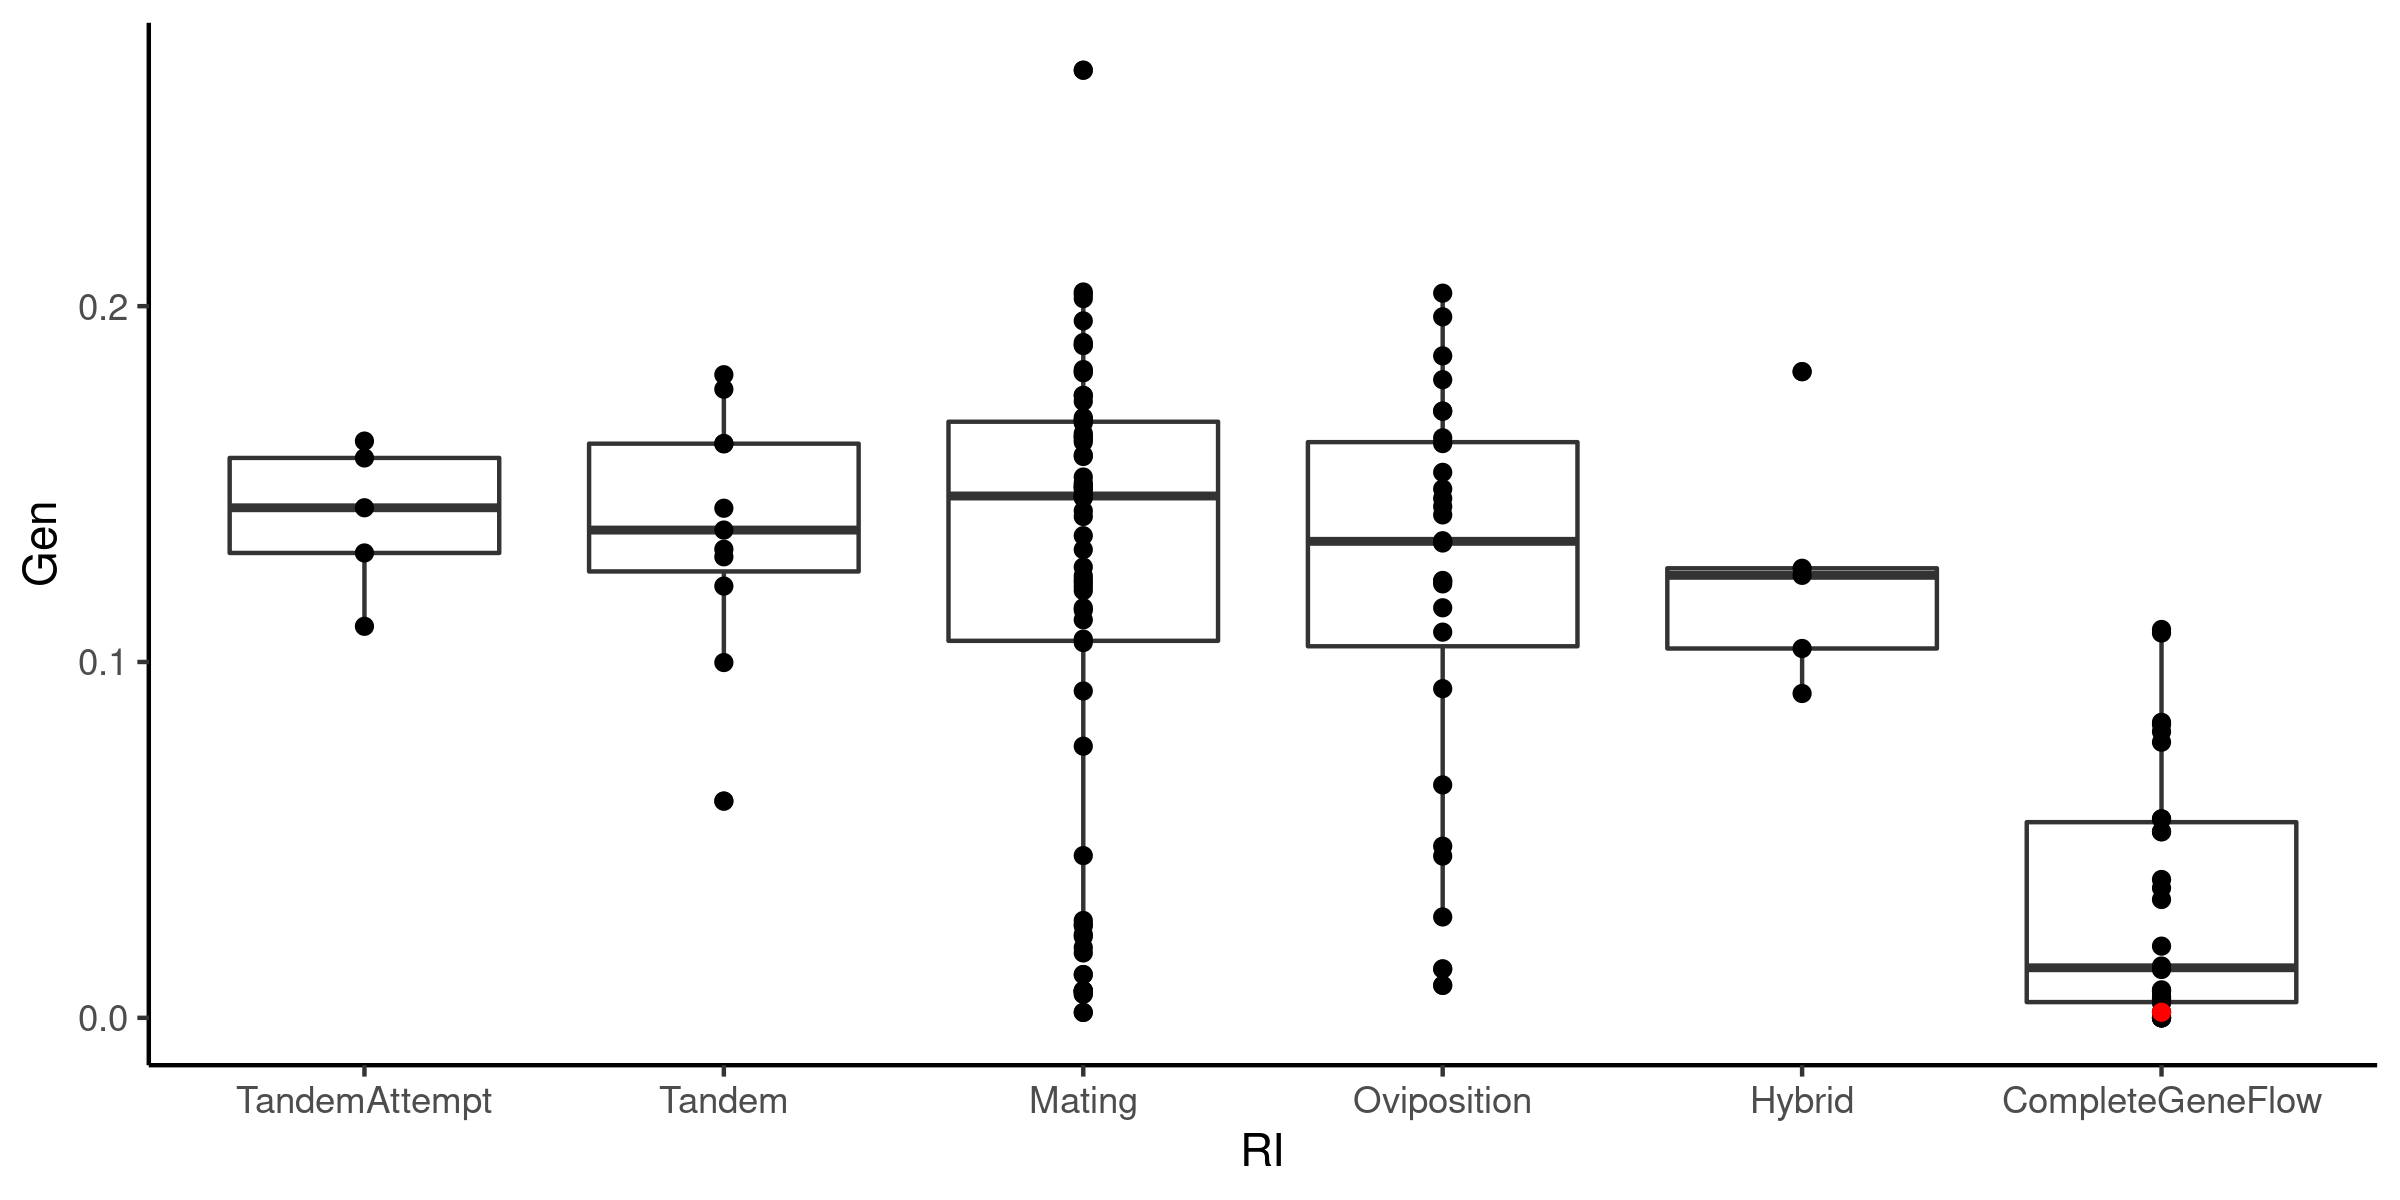 Gen
0.2
0.1
0.0
TandemAttempt Tandem Mating Oviposition Hybrid CompleteGeneFlow
RI